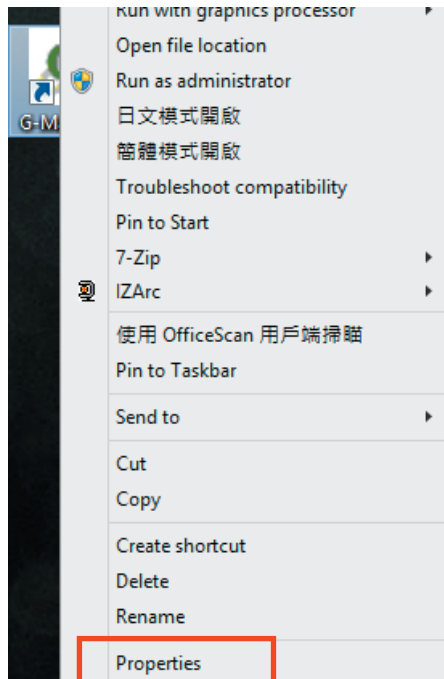 Run with graphics processor
Open file location
G-M
Run as administrator
日文模式開啟
簡體模式開啟
Troubleshoot compatibility
Pin to Start
7-Zip
IZArc
使用 OfficeScan 用戶端掃瞄
Pin to Taskbar
Send to
Cut
Copy
Create shortcut
Delete
Rename
Properties